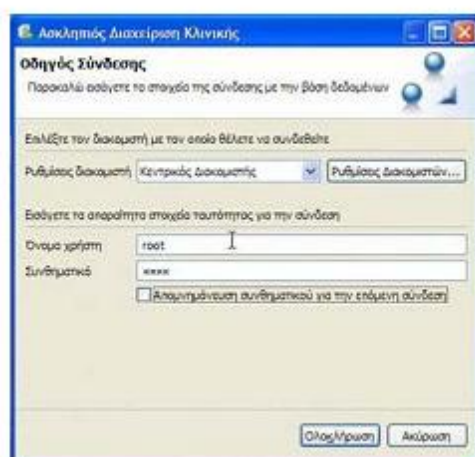 Ασκληπιός Διαχείριση Κλινικής
Οδηγός Σύνδεσης
Παρακαλώ εισάγετε τα στοιχεία της σύνδεσης με την βάση δεδομένων
Επιλέξτε τον διακομιστή με τον οποίο θέλετε να συνδεθείτε
Ρυθμίσεις διακομιστή Κεντρικός Διακομιστής Ρυθμίσεις Διακομιστών...
Εισάγετε τα απαραίτητα στοιχεία ταυτότητος για την σύνδεση
Όνομα χρήστη root
Συνθηματικό ××××
Απομνημόνευση συνθηματικού για την επόμενη σύνδεση
Ολοκλήρωση Ακύρωση